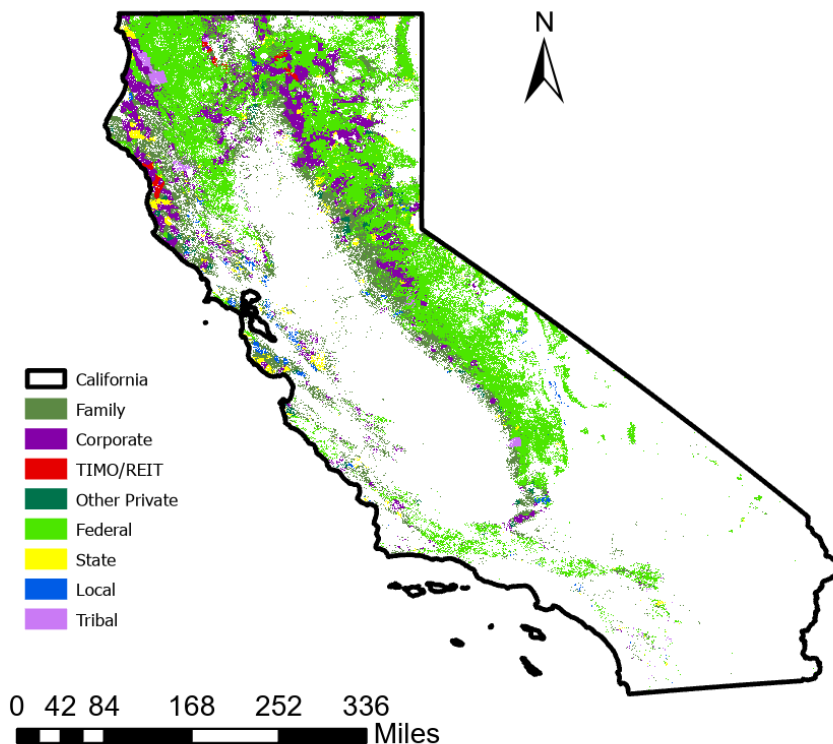 N
California
Family
Corporate
TIMO/REIT
Other Private
Federal
State
Local
Tribal
0 42 84 168 252 336
Miles